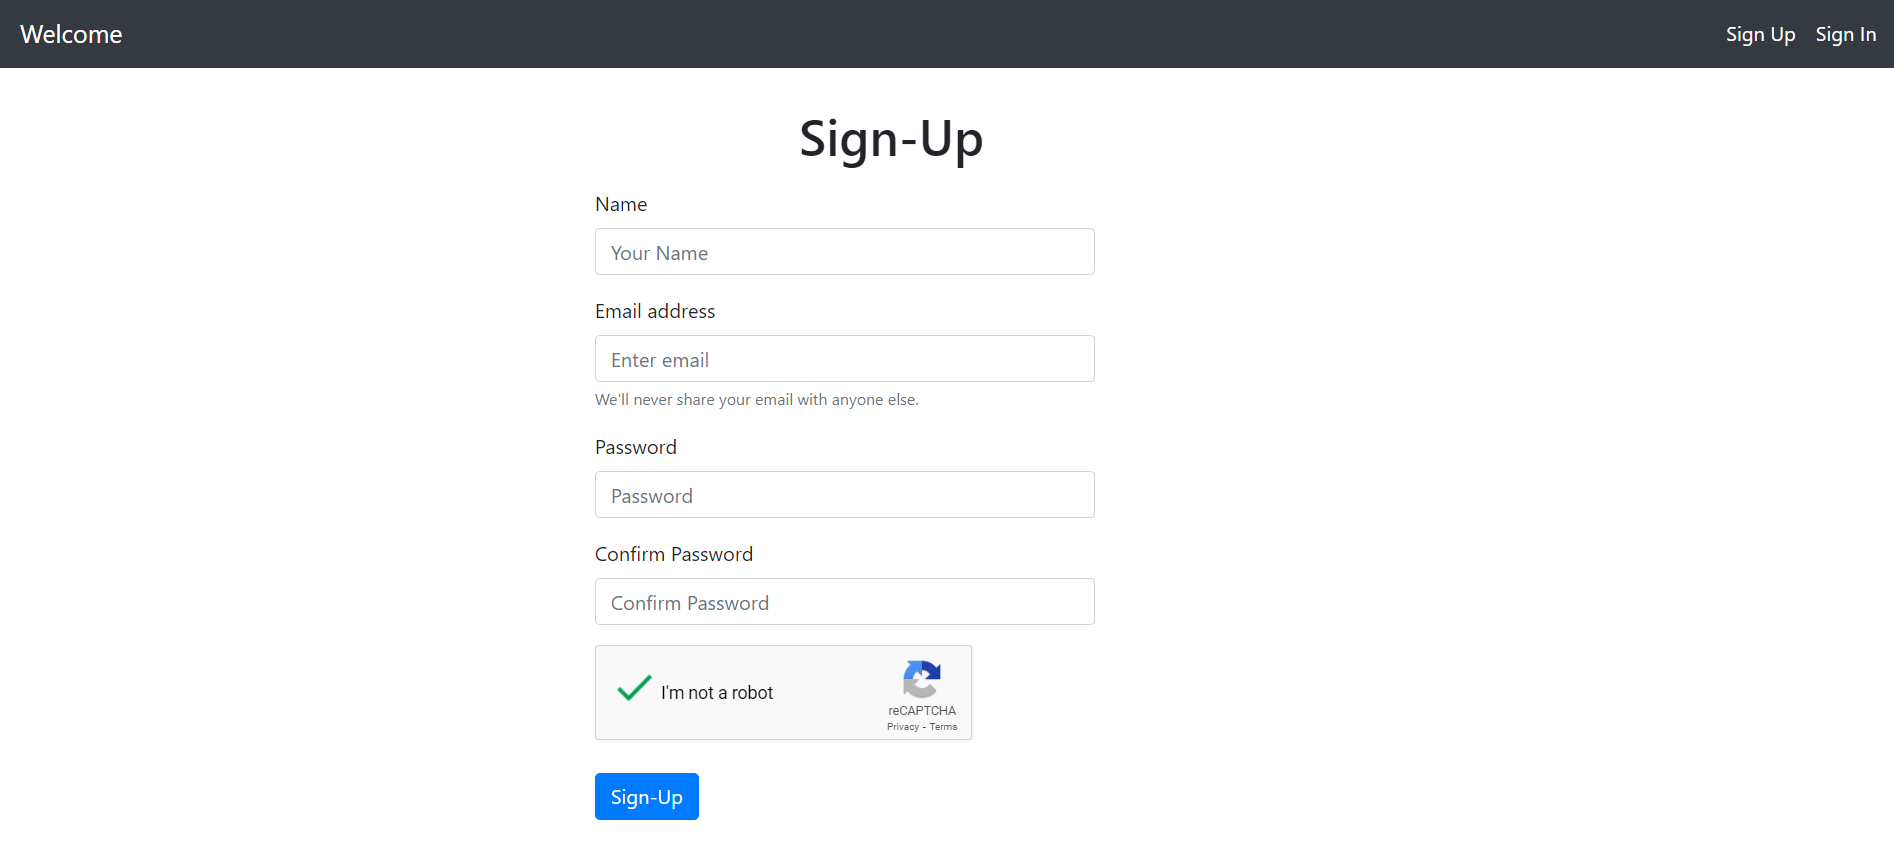 Welcome Sign Up Sign In
Sign-Up
Name
Your Name
Email address
Enter email
We'll never share your email with anyone else.
Password
Password
Confirm Password
Confirm Password
I'm not a robot
reCAPTCHA
Privacy - Terms
Sign-Up